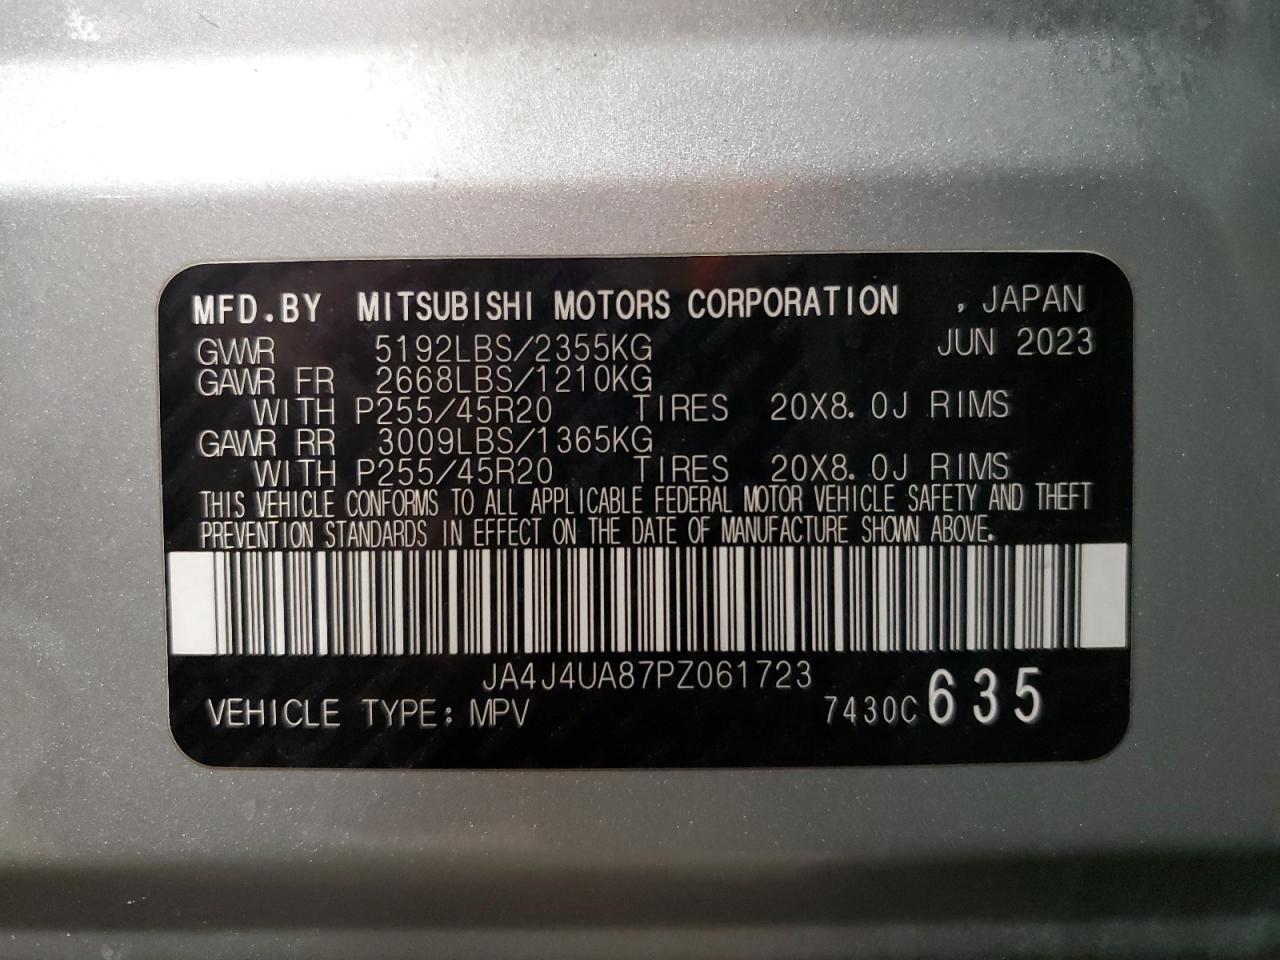 MFD.BY MITSUBISHI MOTORS CORPORATION , JAPAN
GVWR 5192LBS/2355KG JUN 2023
GAWR FR 2668LBS/1210KG
WITH P255/45R20 TIRES 20X8.0J RIMS
GAWR RR 3009LBS/1365KG
WITH P255/45R20 TIRES 20X8.0J RIMS
THIS VEHICLE CONFORMS TO ALL APPLICABLE FEDERAL MOTOR VEHICLE SAFETY AND THEFT
PREVENTION STANDARDS IN EFFECT ON THE DATE OF MANUFACTURE SHOWN ABOVE.
JA4J4UA87PZ061723
VEHICLE TYPE: MPV 7430C 635